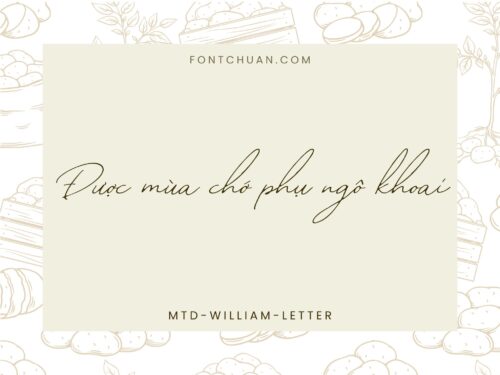 FONTCHUAN.COM
Được mùa chớ phụ ngô khoai
MTD-WILLIAM-LETTER